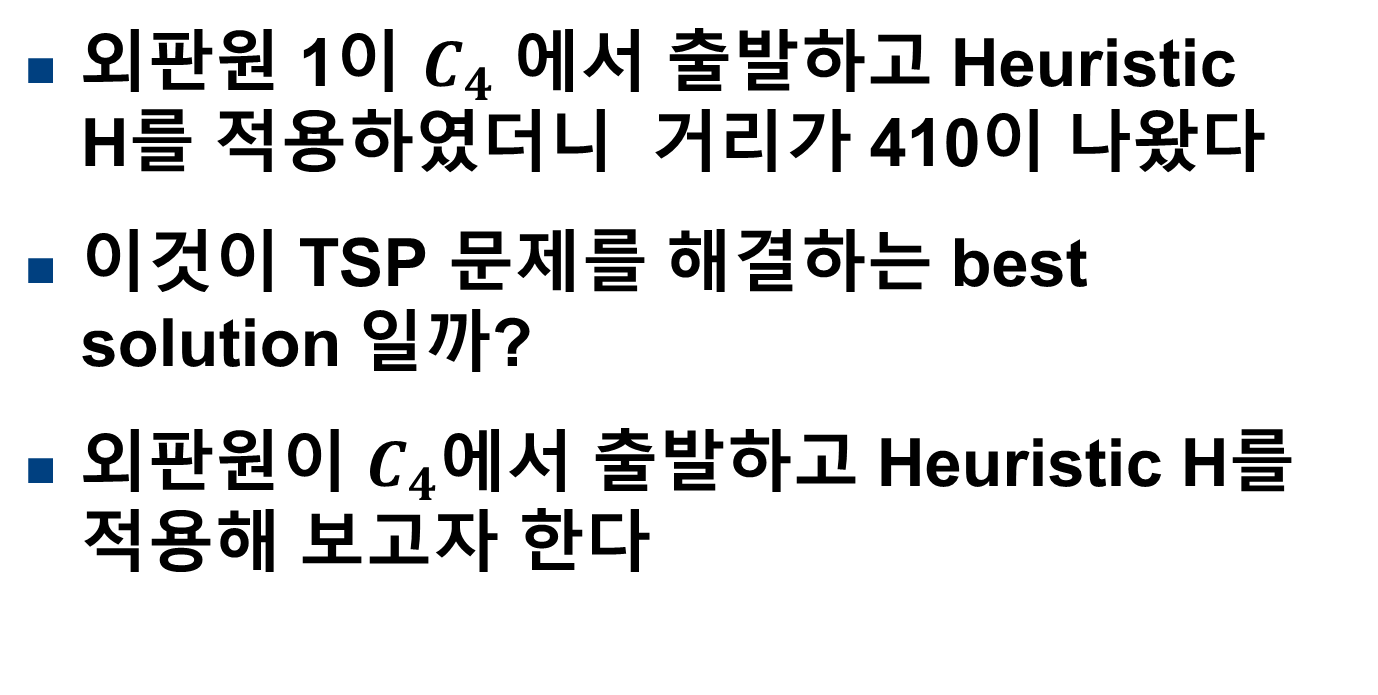 ■ 외판원 1이 𝑪₄ 에서 출발하고 Heuristic
H를 적용하였더니 거리가 410이 나왔다
■ 이것이 TSP 문제를 해결하는 best
solution 일까?
■ 외판원이 𝑪₄에서 출발하고 Heuristic H를
적용해 보고자 한다